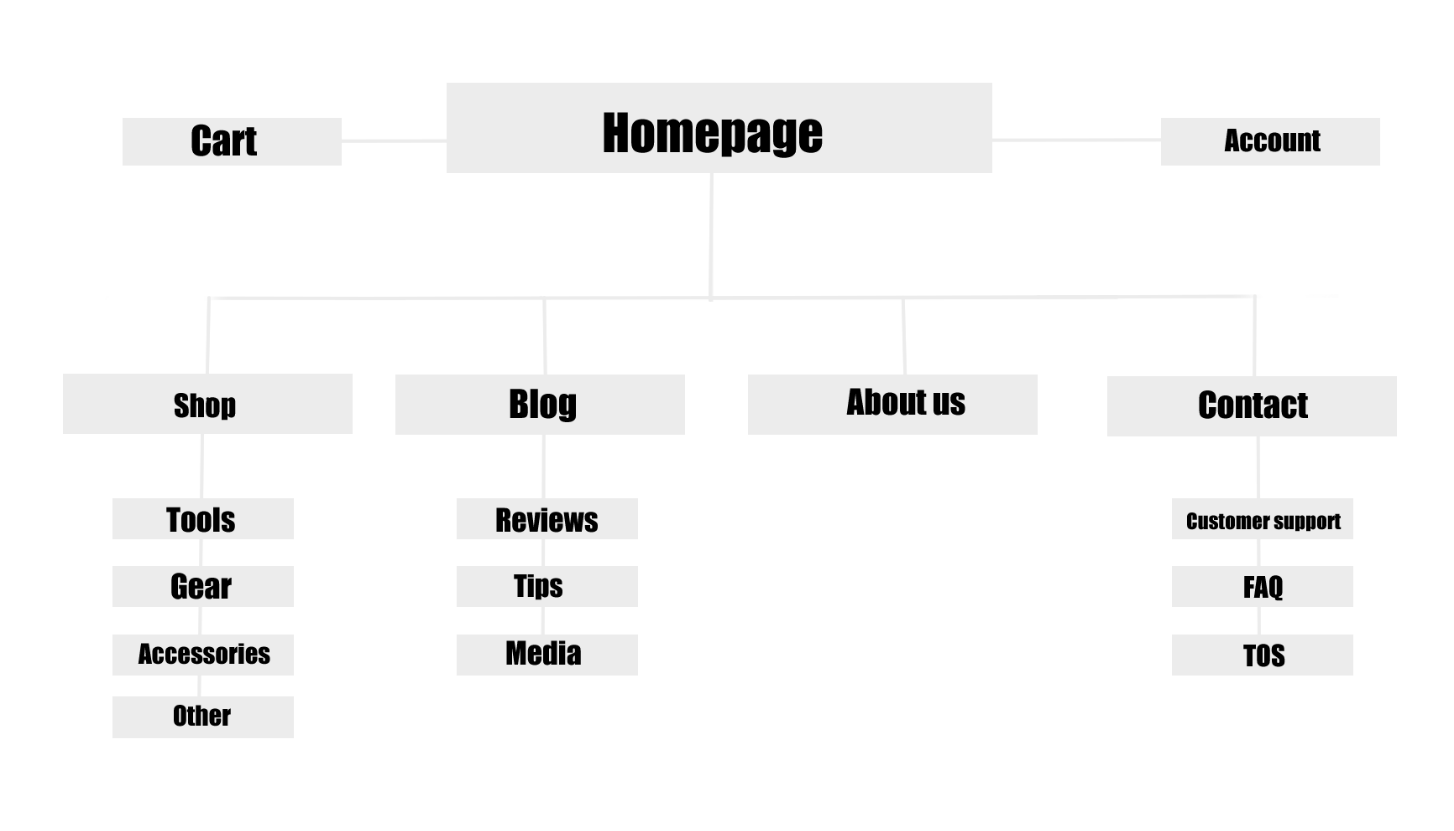 Homepage
Cart
Account
Shop
Blog
About us
Contact
Tools
Reviews
Customer support
Gear
Tips
FAQ
Accessories
Media
TOS
Other